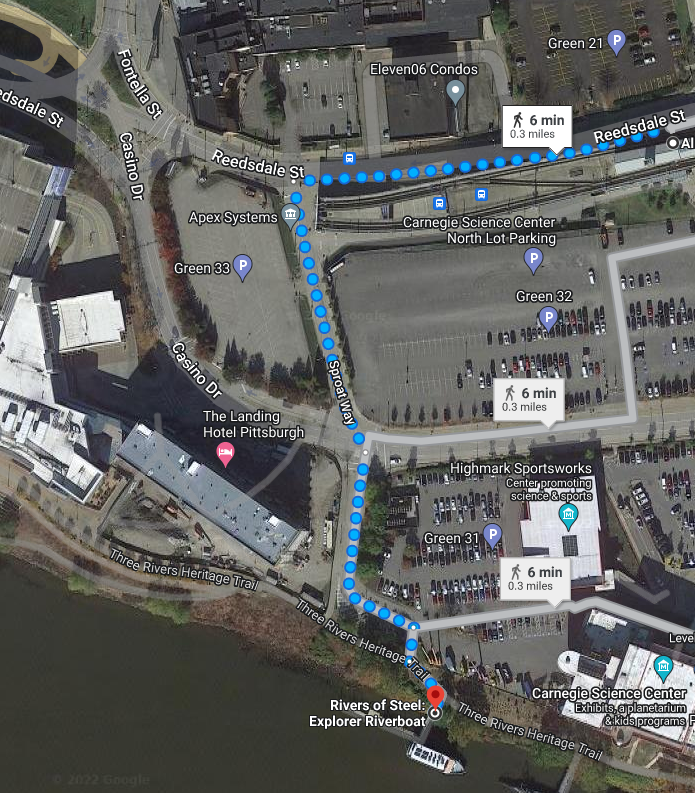 Green 21
P
Fontella St
Eleven06 Condos
edsdale St
6 min
0.3 miles
Reedsdale St
Al
Casino Dr
Reedsdale St
Apex Systems
Carnegie Science Center
North Lot Parking
P
Green 33
P
Green 32
P
Google
Casino Dr
Sproat Way
6 min
0.3 miles
The Landing
Hotel Pittsburgh
Highmark Sportsworks
Center promoting
science & sports
Green 31
P
Three Rivers Heritage Trail
6 min
0.3 miles
Three Rivers Heritage Trail
Leve
Carnegie Science Center
Exhibits, a planetarium
& kids programs
P
Rivers of Steel:
Explorer Riverboat
Three Rivers Heritage Trail
© 2022 Google